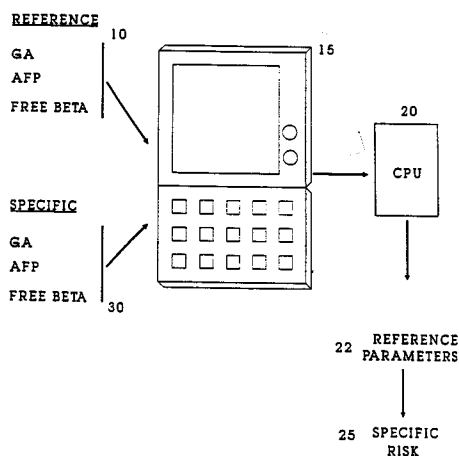 REFERENCE
10
GA
AFP
FREE BETA
15
20
CPU
SPECIFIC
GA
AFP
FREE BETA
30
22 REFERENCE
PARAMETERS
25 SPECIFIC
RISK